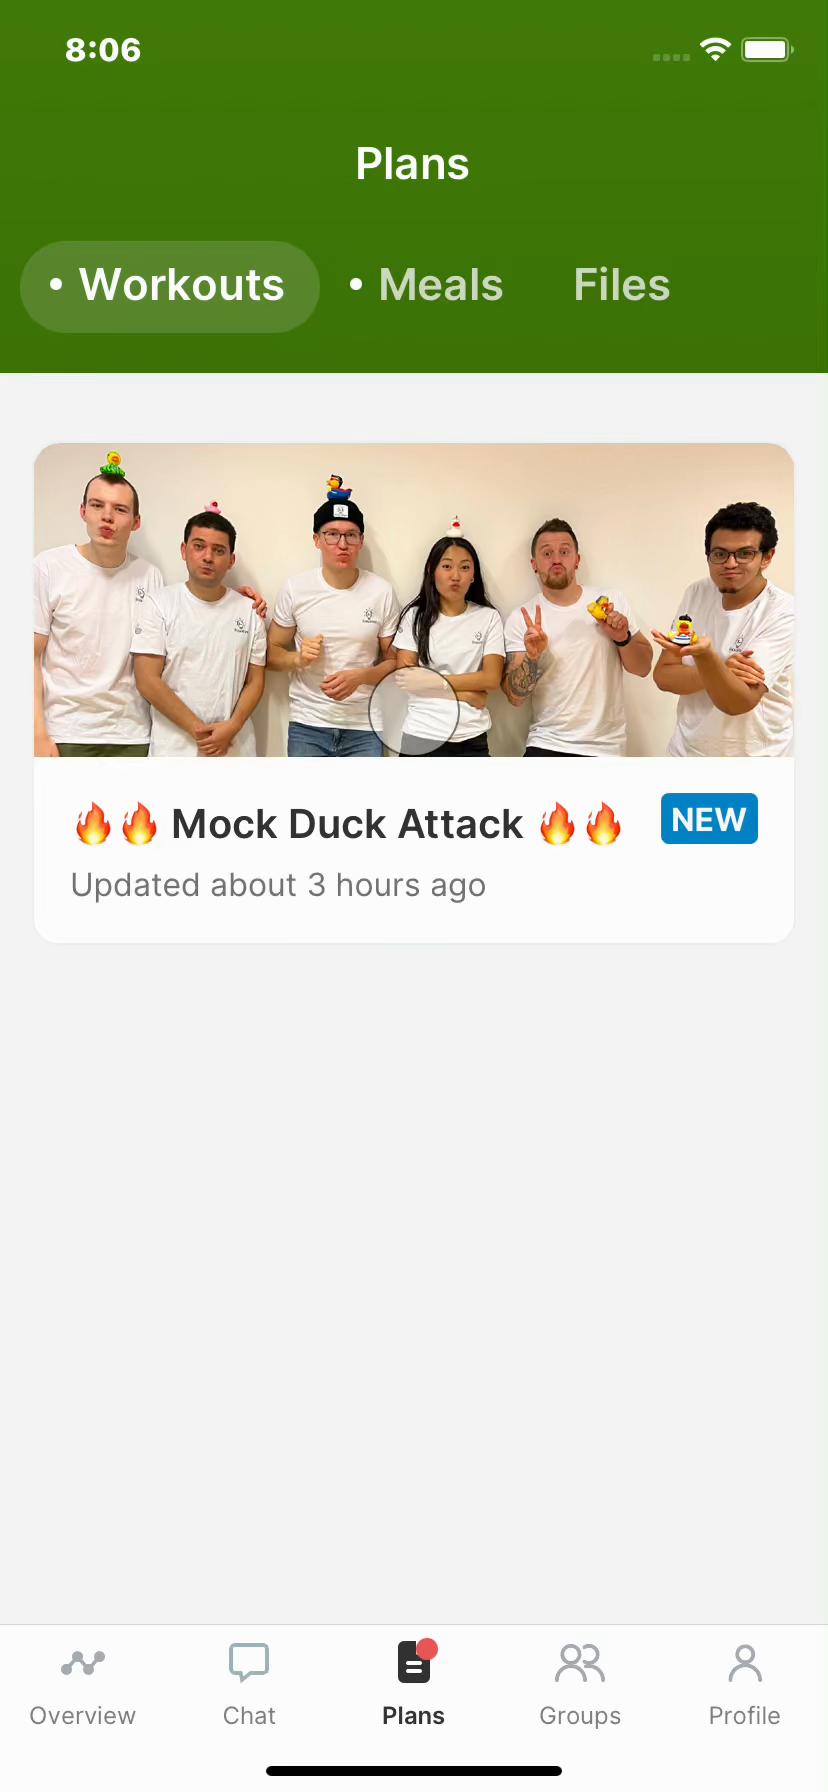 8:06
Plans
• Workouts • Meals Files
🔥🔥 Mock Duck Attack 🔥🔥 NEW
Updated about 3 hours ago
Overview Chat Plans Groups Profile